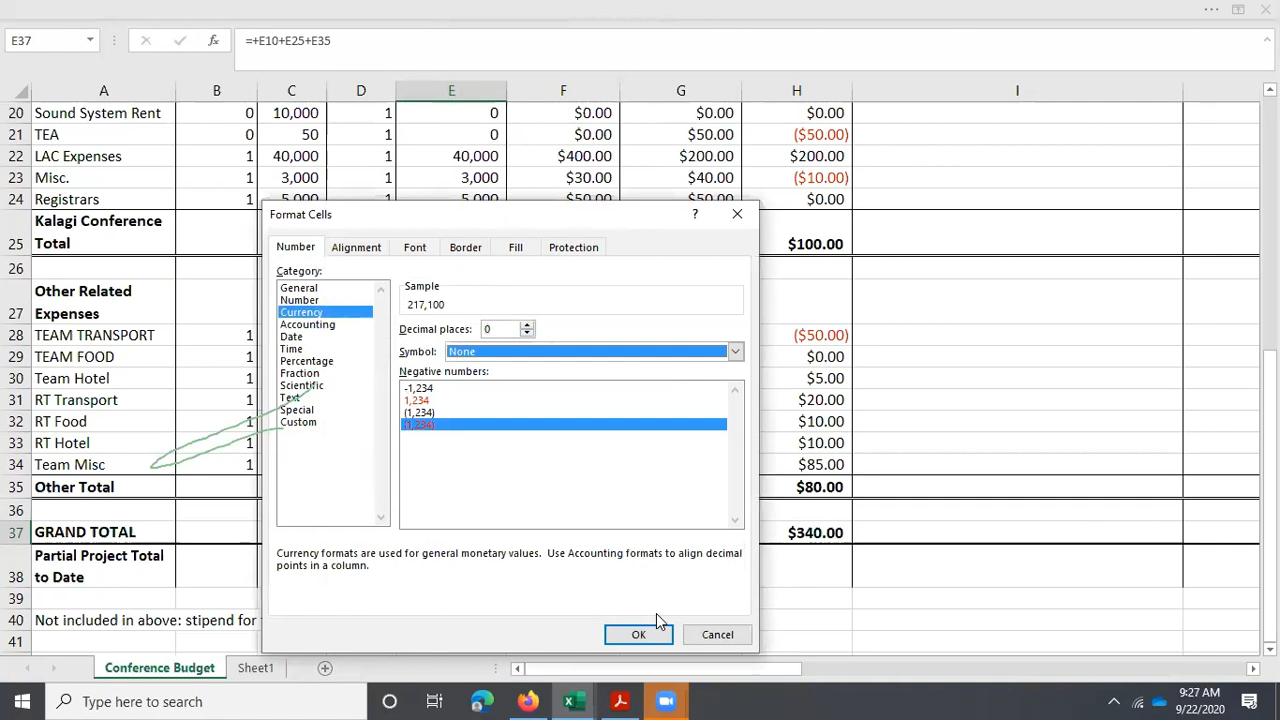 E37 =+E10+E25+E35
A B C D E F G H I
20 Sound System Rent 0 10,000 1 0 $0.00 $0.00 $0.00
21 TEA 0 50 1 0 $0.00 $50.00 ($50.00)
22 LAC Expenses 1 40,000 1 40,000 $400.00 $200.00 $200.00
23 Misc. 1 3,000 1 3,000 $30.00 $40.00 ($10.00)
24 Registrars 1 5,000 1 5,000 $50.00 $50.00 $0.00
Kalagi Conference
25 Total $100.00
26
Other Related
27 Expenses
28 TEAM TRANSPORT 1 ($50.00)
29 TEAM FOOD 1 $0.00
30 Team Hotel 1 $5.00
31 RT Transport 1 $20.00
32 RT Food 1 $10.00
33 RT Hotel 1 $10.00
34 Team Misc 1 $85.00
35 Other Total $80.00
36
37 GRAND TOTAL $340.00
Partial Project Total
38 to Date
39
40 Not included in above: stipend for
41
Format Cells ?
Number Alignment Font Border Fill Protection
Category:
General
Number
Currency
Accounting
Date
Time
Percentage
Fraction
Scientific
Text
Special
Custom
Sample
217,100
Decimal places: 0
Symbol: None
Negative numbers:
-1,234
1,234
(1,234)
(1,234)
Currency formats are used for general monetary values. Use Accounting formats to align decimal
points in a column.
OK Cancel
Conference Budget Sheet1
Type here to search
9:27 AM
9/22/2020